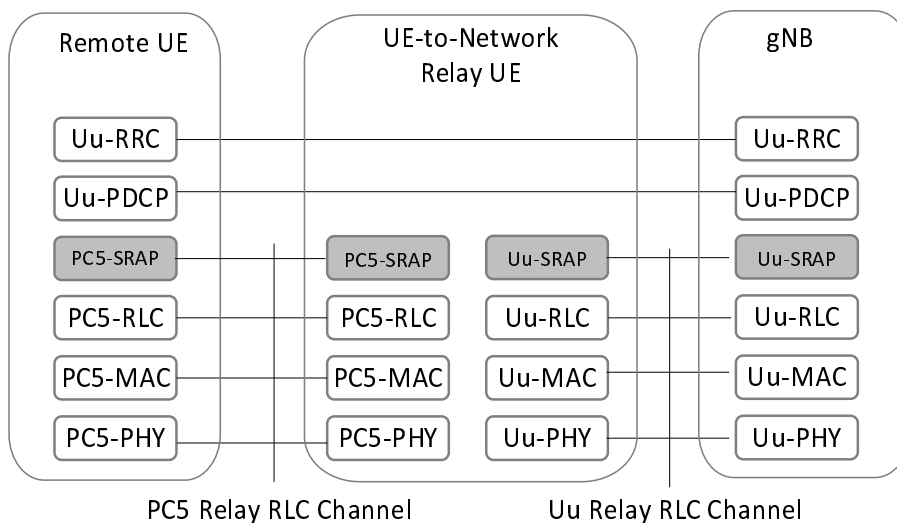 Remote UE
UE-to-Network
Relay UE
gNB
Uu-RRC
Uu-RRC
Uu-PDCP
Uu-PDCP
PC5-SRAP
PC5-SRAP
Uu-SRAP
Uu-SRAP
PC5-RLC
PC5-RLC
Uu-RLC
Uu-RLC
PC5-MAC
PC5-MAC
Uu-MAC
Uu-MAC
PC5-PHY
PC5-PHY
Uu-PHY
Uu-PHY
PC5 Relay RLC Channel
Uu Relay RLC Channel